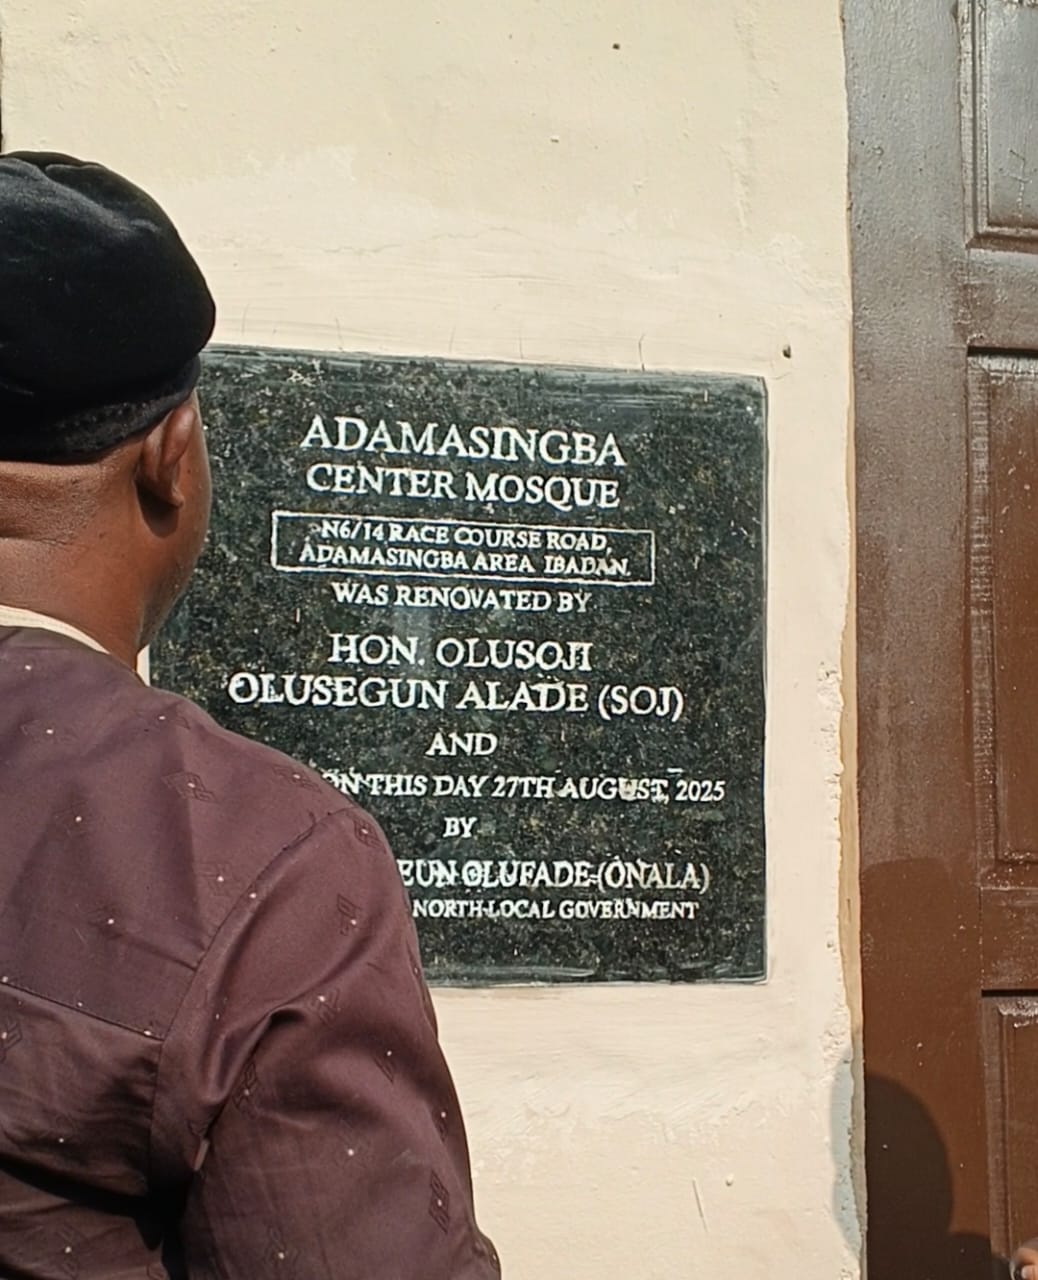 ADAMASINGBA
CENTER MOSQUE
N6/14 RACE COURSE ROAD,
ADAMASINGBA AREA IBADAN.
WAS RENOVATED BY
HON. OLUSOJI
OLUSEGUN ALADE (SOJ)
AND
ON THIS DAY 27TH AUGUST, 2025
BY
OLUFADE (ONALA)
NORTH LOCAL GOVERNMENT